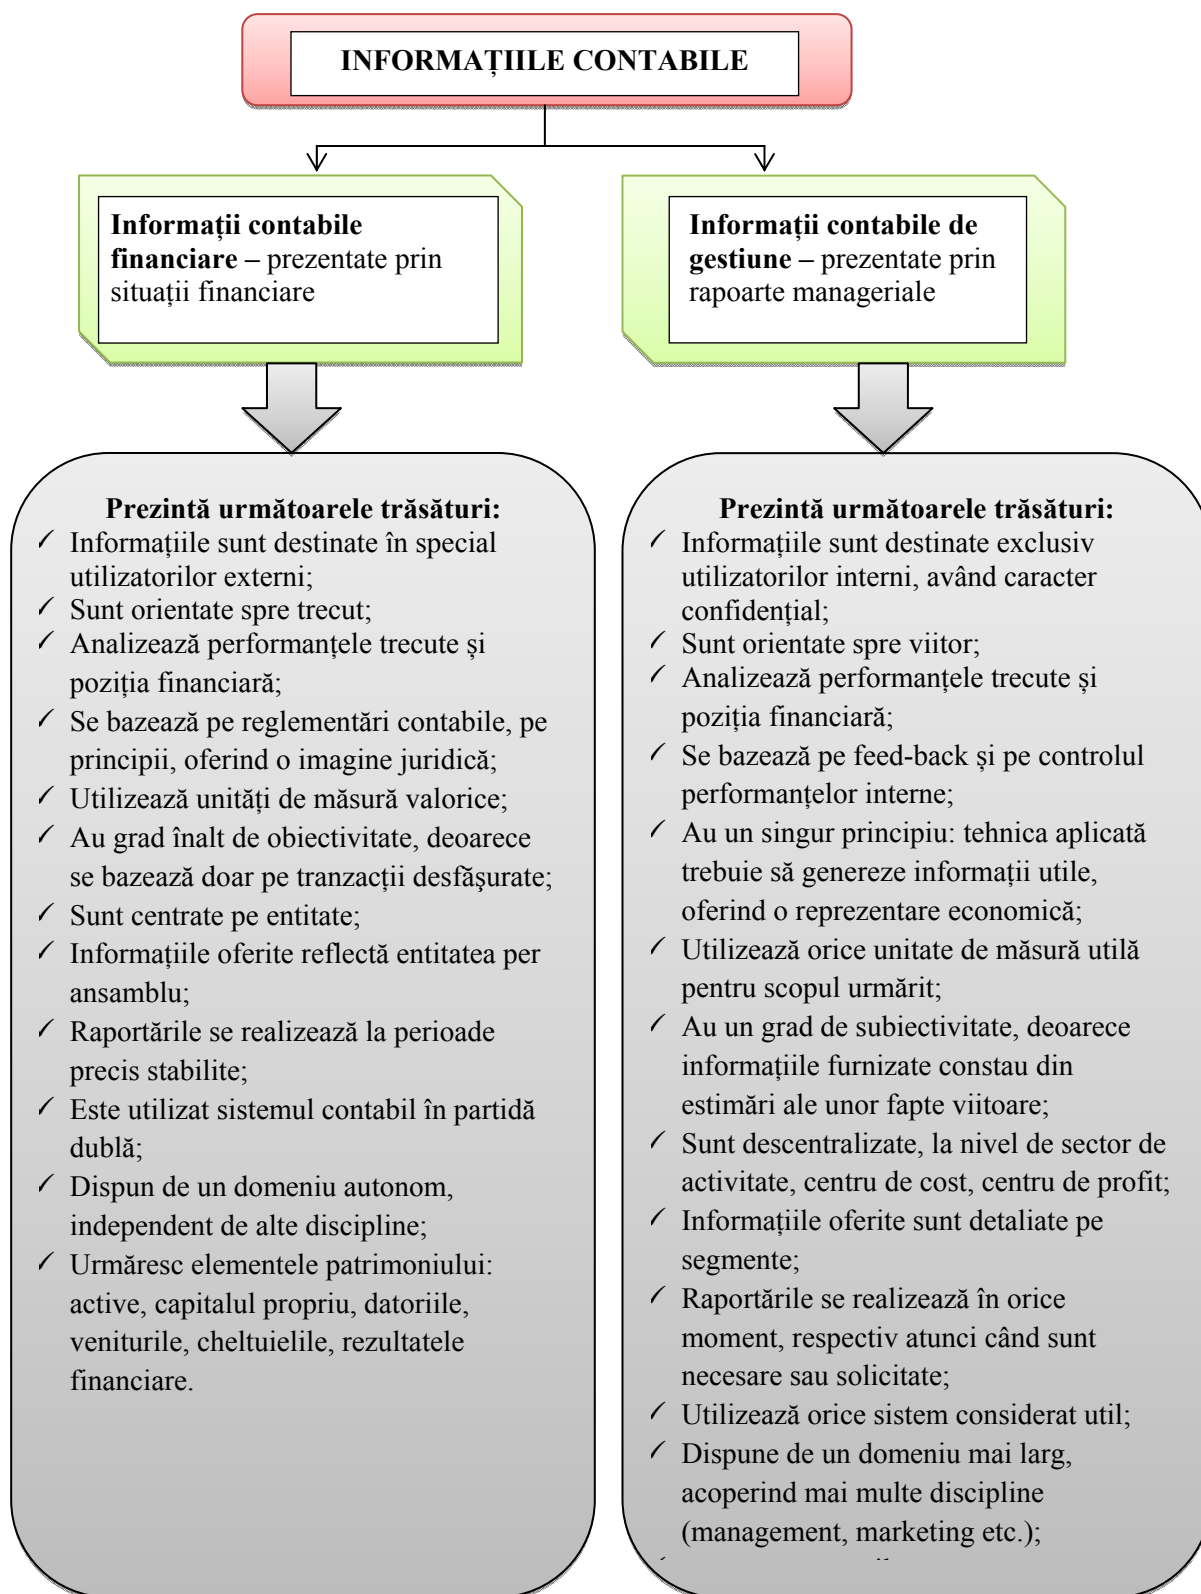 INFORMAȚIILE CONTABILE
Informații contabile
financiare – prezentate prin
situații financiare
Informații contabile de
gestiune – prezentate prin
rapoarte manageriale
Prezintă următoarele trăsături:
✓ Informațiile sunt destinate în special
utilizatorilor externi;
✓ Sunt orientate spre trecut;
✓ Analizează performanțele trecute și
poziția financiară;
✓ Se bazează pe reglementări contabile, pe
principii, oferind o imagine juridică;
✓ Utilizează unități de măsură valorice;
✓ Au grad înalt de obiectivitate, deoarece
se bazează doar pe tranzacții desfăşurate;
✓ Sunt centrate pe entitate;
✓ Informațiile oferite reflectă entitatea per
ansamblu;
✓ Raportările se realizează la perioade
precis stabilite;
✓ Este utilizat sistemul contabil în partidă
dublă;
✓ Dispun de un domeniu autonom,
independent de alte discipline;
✓ Urmăresc elementele patrimoniului:
active, capitalul propriu, datoriile,
veniturile, cheltuielile, rezultatele
financiare.
Prezintă următoarele trăsături:
✓ Informațiile sunt destinate exclusiv
utilizatorilor interni, având caracter
confidențial;
✓ Sunt orientate spre viitor;
✓ Analizează performanțele trecute și
poziția financiară;
✓ Se bazează pe feed-back și pe controlul
performanțelor interne;
✓ Au un singur principiu: tehnica aplicată
trebuie să genereze informații utile,
oferind o reprezentare economică;
✓ Utilizează orice unitate de măsură utilă
pentru scopul urmărit;
✓ Au un grad de subiectivitate, deoarece
informațiile furnizate constau din
estimări ale unor fapte viitoare;
✓ Sunt descentralizate, la nivel de sector de
activitate, centru de cost, centru de profit;
✓ Informațiile oferite sunt detaliate pe
segmente;
✓ Raportările se realizează în orice
moment, respectiv atunci când sunt
necesare sau solicitate;
✓ Utilizează orice sistem considerat util;
✓ Dispune de un domeniu mai larg,
acoperind mai multe discipline
(management, marketing etc.);